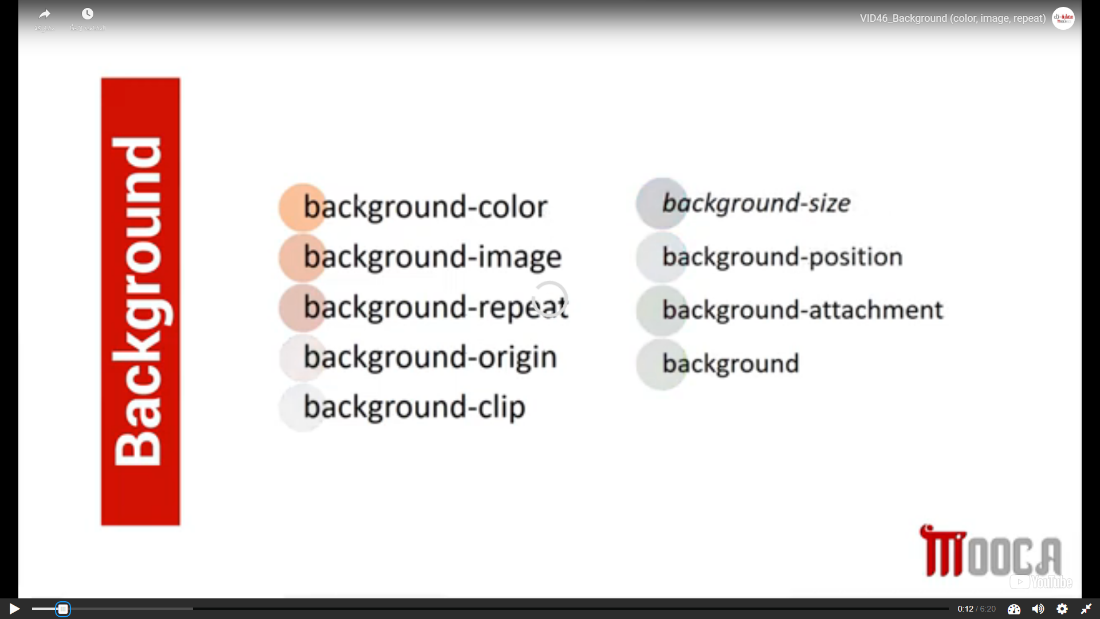 VID46_Background (color, image, repeat)
Background
background-color
background-image
background-repeat
background-origin
background-clip
background-size
background-position
background-attachment
background
MOOCA
YouTube
0:12 / 6:20